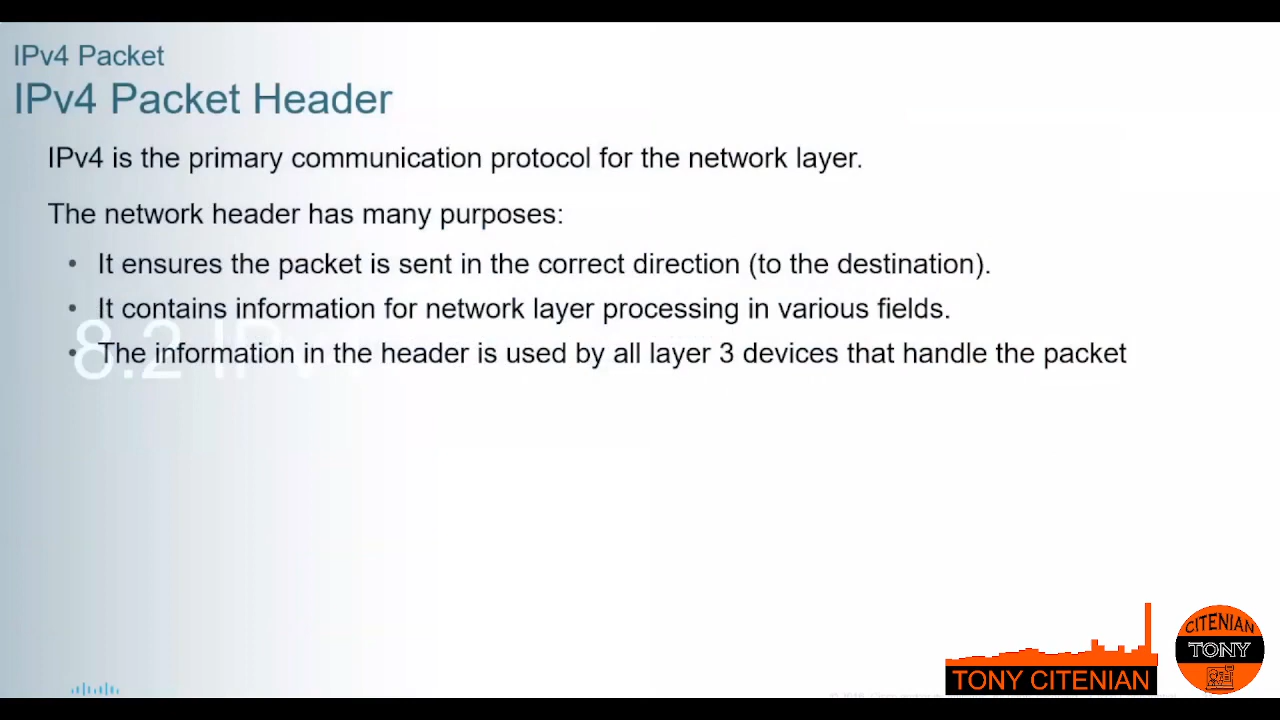 IPv4 Packet
IPv4 Packet Header
IPv4 is the primary communication protocol for the network layer.
The network header has many purposes:
• It ensures the packet is sent in the correct direction (to the destination).
• It contains information for network layer processing in various fields.
• The information in the header is used by all layer 3 devices that handle the packet
8.2 IPv
CITENIAN
TONY
TONY CITENIAN